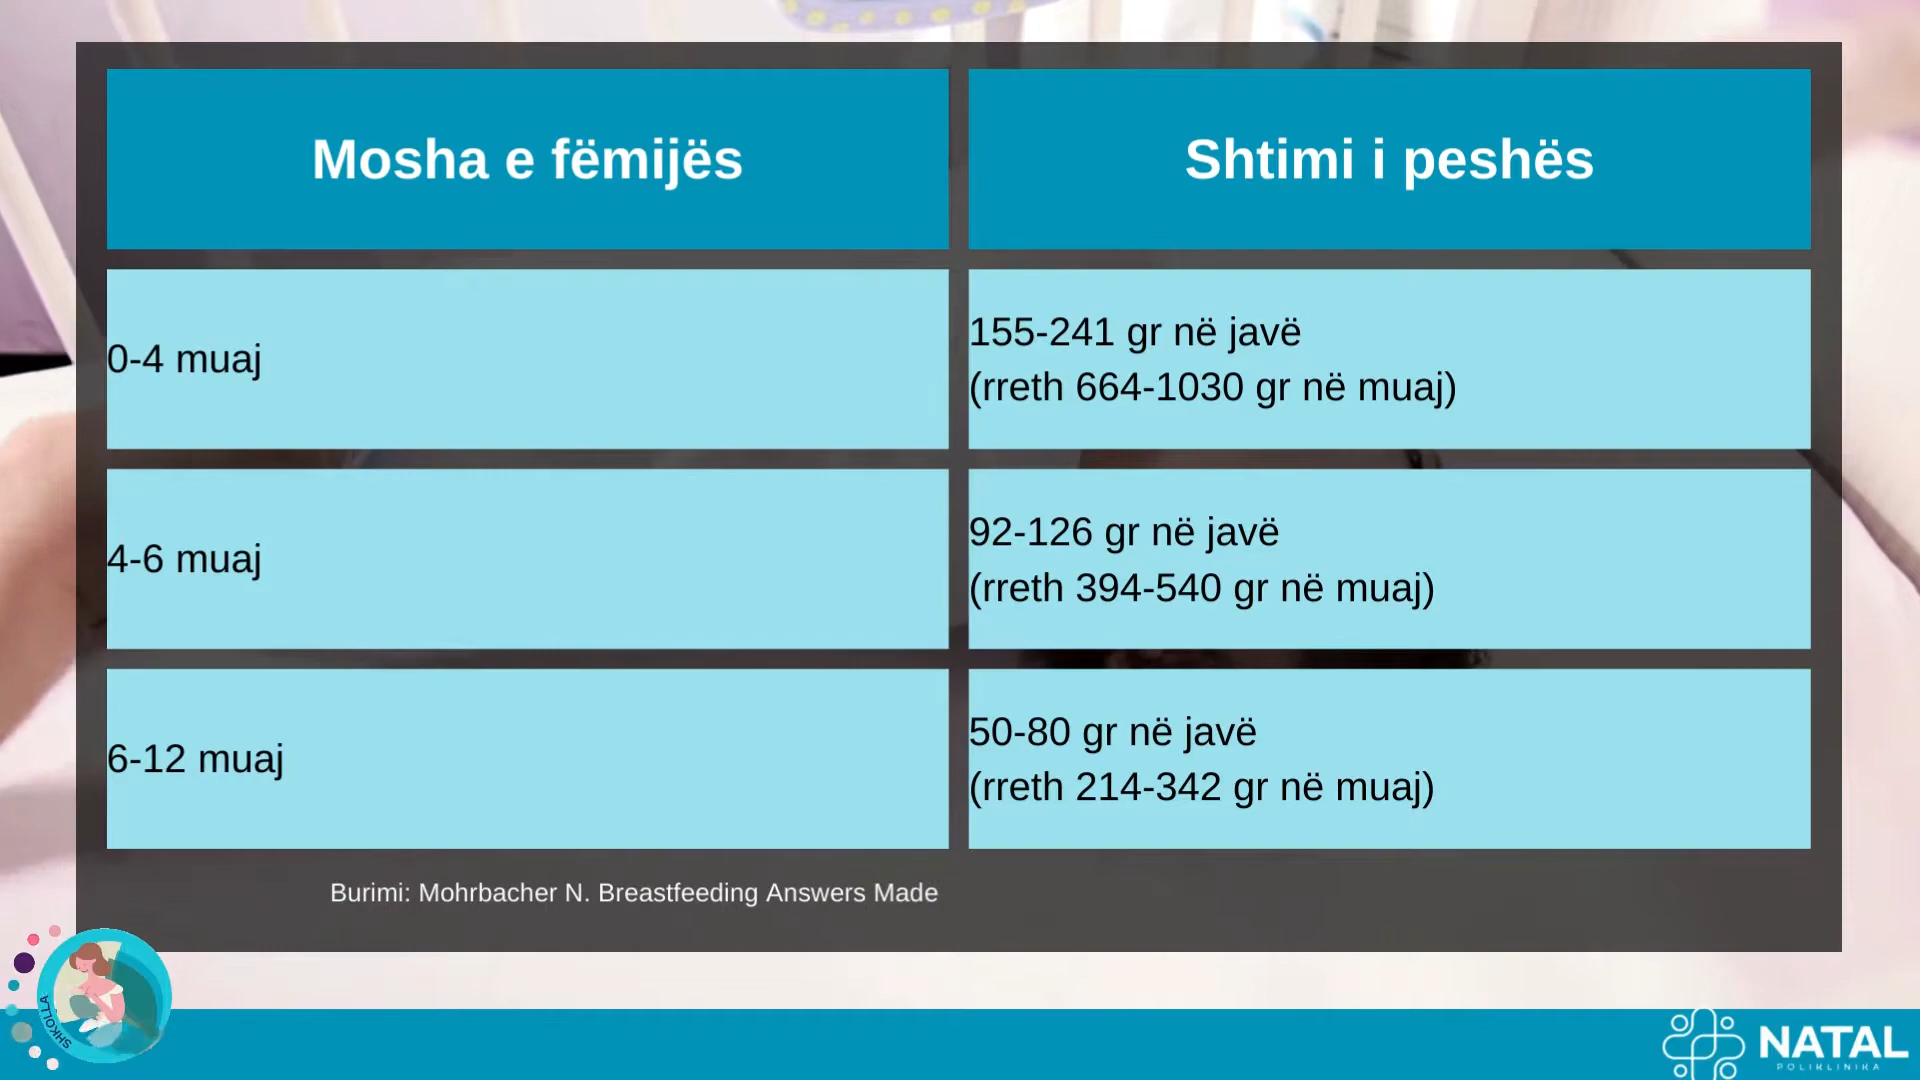 Mosha e fëmijës
Shtimi i peshës
0-4 muaj
155-241 gr në javë
(rreth 664-1030 gr në muaj)
4-6 muaj
92-126 gr në javë
(rreth 394-540 gr në muaj)
6-12 muaj
50-80 gr në javë
(rreth 214-342 gr në muaj)
Burimi: Mohrbacher N. Breastfeeding Answers Made
SHKOLLA
NATAL
POLIKLINIKA